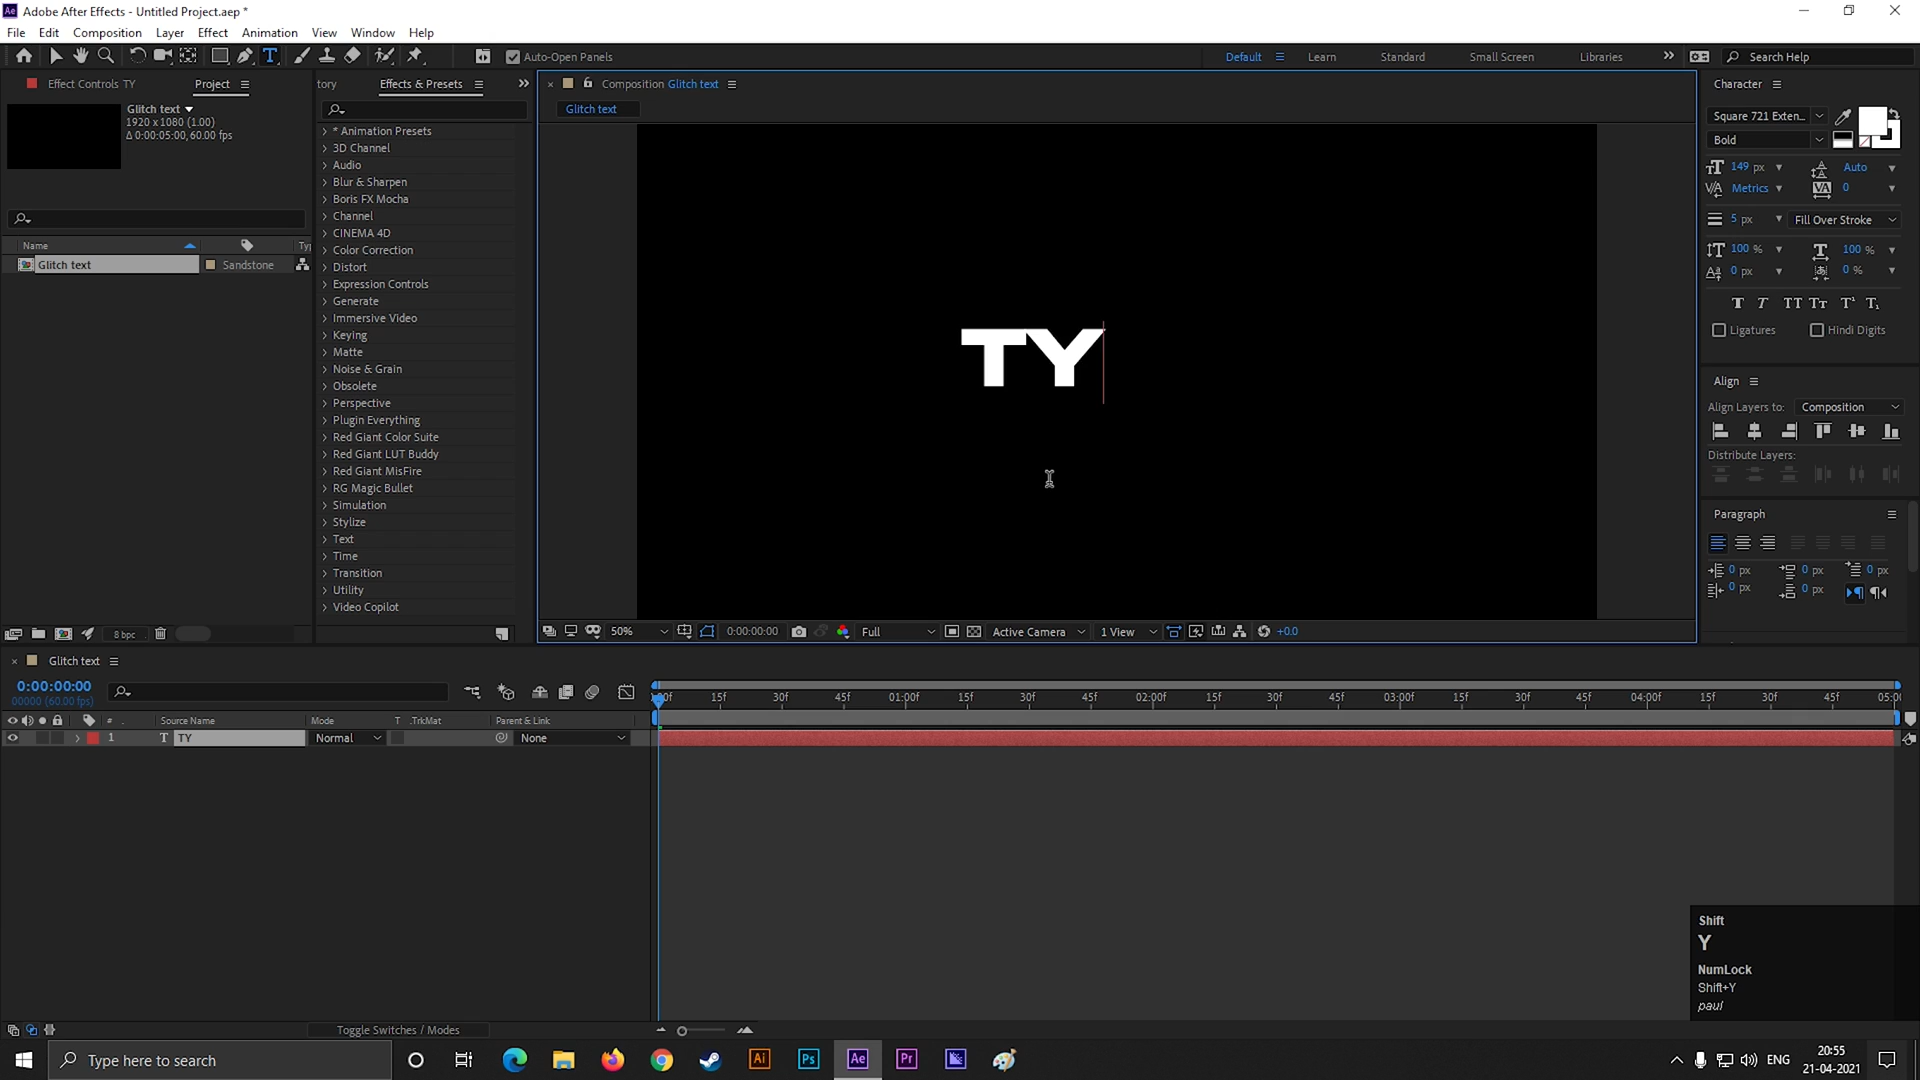 Adobe After Effects - Untitled Project.aep *
File Edit Composition Layer Effect Animation View Window Help
Auto-Open Panels
Default Learn Standard Small Screen Libraries Search Help
Effect Controls TY Project
Glitch text
1920 x 1080 (1.00)
Δ 0:00:05:00, 60.00 fps
Name
Glitch text Sandstone
8 bpc
tory Effects & Presets
* Animation Presets
3D Channel
Audio
Blur & Sharpen
Boris FX Mocha
Channel
CINEMA 4D
Color Correction
Distort
Expression Controls
Generate
Immersive Video
Keying
Matte
Noise & Grain
Obsolete
Perspective
Plugin Everything
Red Giant Color Suite
Red Giant LUT Buddy
Red Giant MisFire
RG Magic Bullet
Simulation
Stylize
Text
Time
Transition
Utility
Video Copilot
Composition Glitch text
Glitch text
TY
50% 0:00:00:00 Full Active Camera 1 View +0.0
Character
Square 721 Exten...
Bold
149 px Auto
Metrics 0
5 px Fill Over Stroke
100 % 100 %
0 px 0 %
T T TT TT T¹ T₁
Ligatures Hindi Digits
Align
Align Layers to: Composition
Distribute Layers:
Paragraph
0 px 0 px 0 px
0 px 0 px
Glitch text
0:00:00:00
00000 (60.00 fps)
# Source Name Mode T .TrkMat Parent & Link
1 T TY Normal None
:00f 15f 30f 45f 01:00f 15f 30f 45f 02:00f 15f 30f 45f 03:00f 15f 30f 45f 04:00f 15f 30f 45f 05:00
Toggle Switches / Modes
Shift
Y
NumLock
Shift+Y
paul
Type here to search
Ai Ps Ae Pr
ENG
20:55
21-04-2021